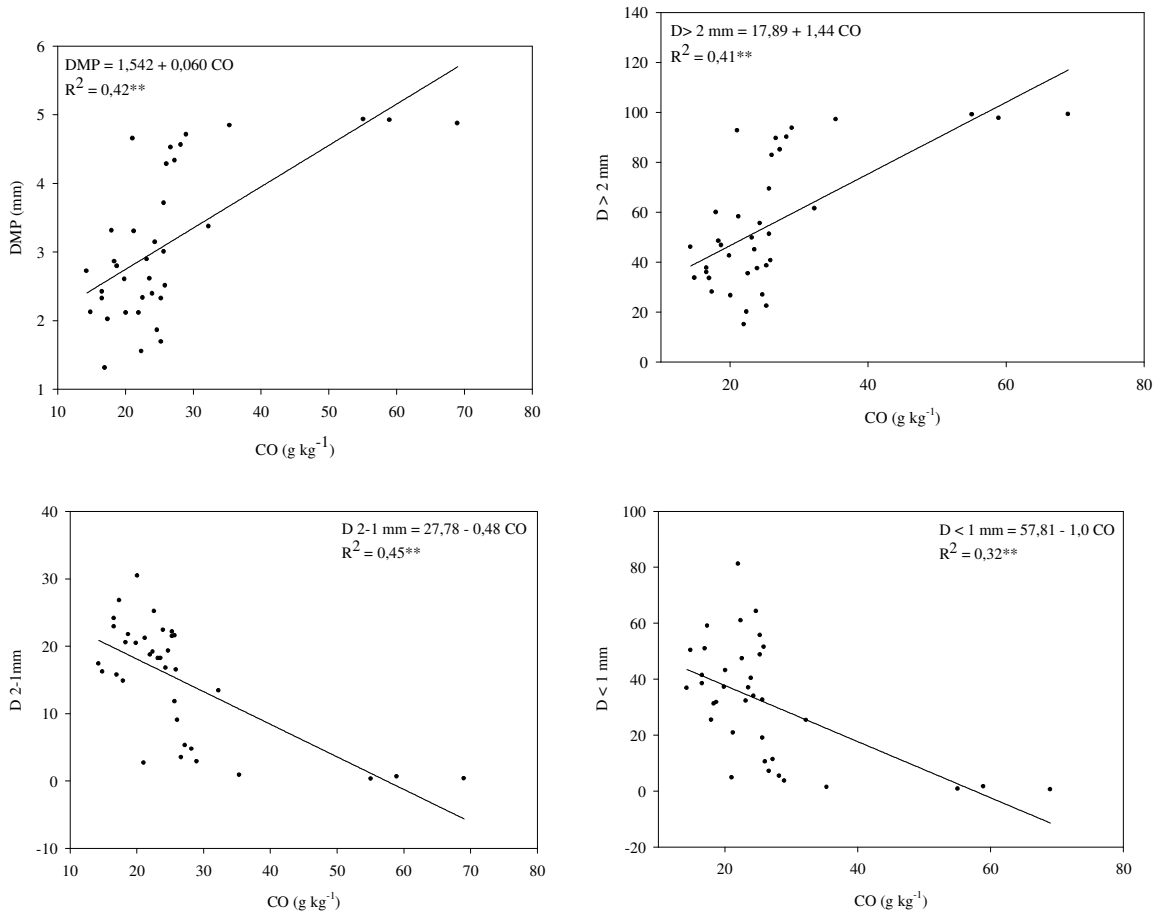 DMP = 1,542 + 0,060 CO
R2 = 0,42**
6
5
4
3
2
1
DMP (mm)
10 20 30 40 50 60 70 80
CO (g kg-1)
D> 2 mm = 17,89 + 1,44 CO
R2 = 0,41**
140
120
100
80
60
40
20
0
D > 2 mm
20 40 60 80
CO (g kg-1)
D 2-1 mm = 27,78 - 0,48 CO
R2 = 0,45**
40
30
20
10
0
-10
D 2-1mm
10 20 30 40 50 60 70 80
CO (g kg-1)
D < 1 mm = 57,81 - 1,0 CO
R2 = 0,32**
100
80
60
40
20
0
-20
D < 1 mm
20 40 60 80
CO (g kg-1)